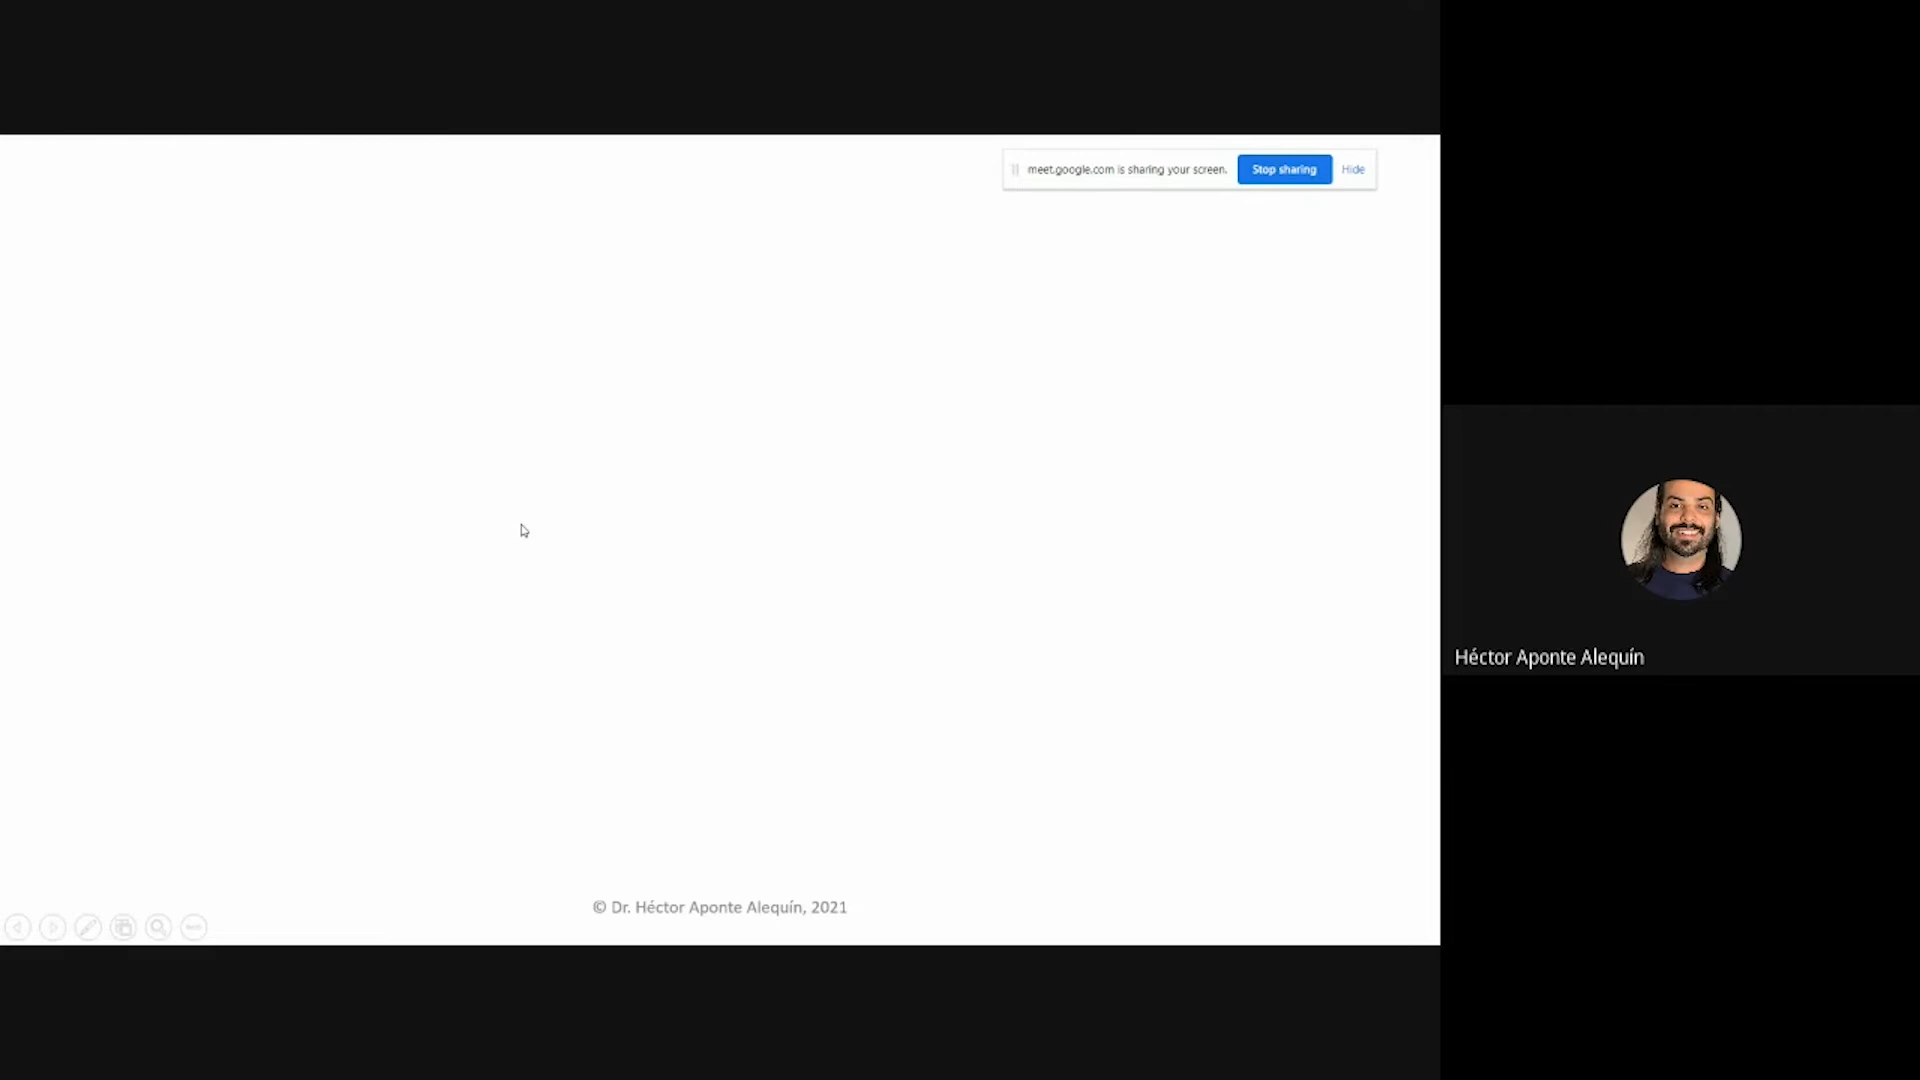 meet.google.com is sharing your screen. Stop sharing Hide
Héctor Aponte Alequín
© Dr. Héctor Aponte Alequín, 2021